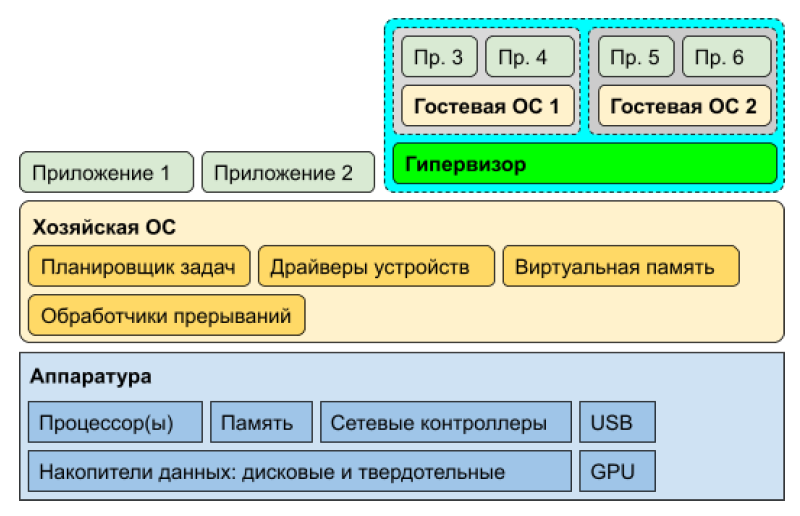 Пр. 3 Пр. 4 Пр. 5 Пр. 6
Гостевая ОС 1 Гостевая ОС 2
Гипервизор
Приложение 1 Приложение 2
Хозяйская ОС
Планировщик задач Драйверы устройств Виртуальная память
Обработчики прерываний
Аппаратура
Процессор(ы) Память Сетевые контроллеры USB
Накопители данных: дисковые и твердотельные GPU